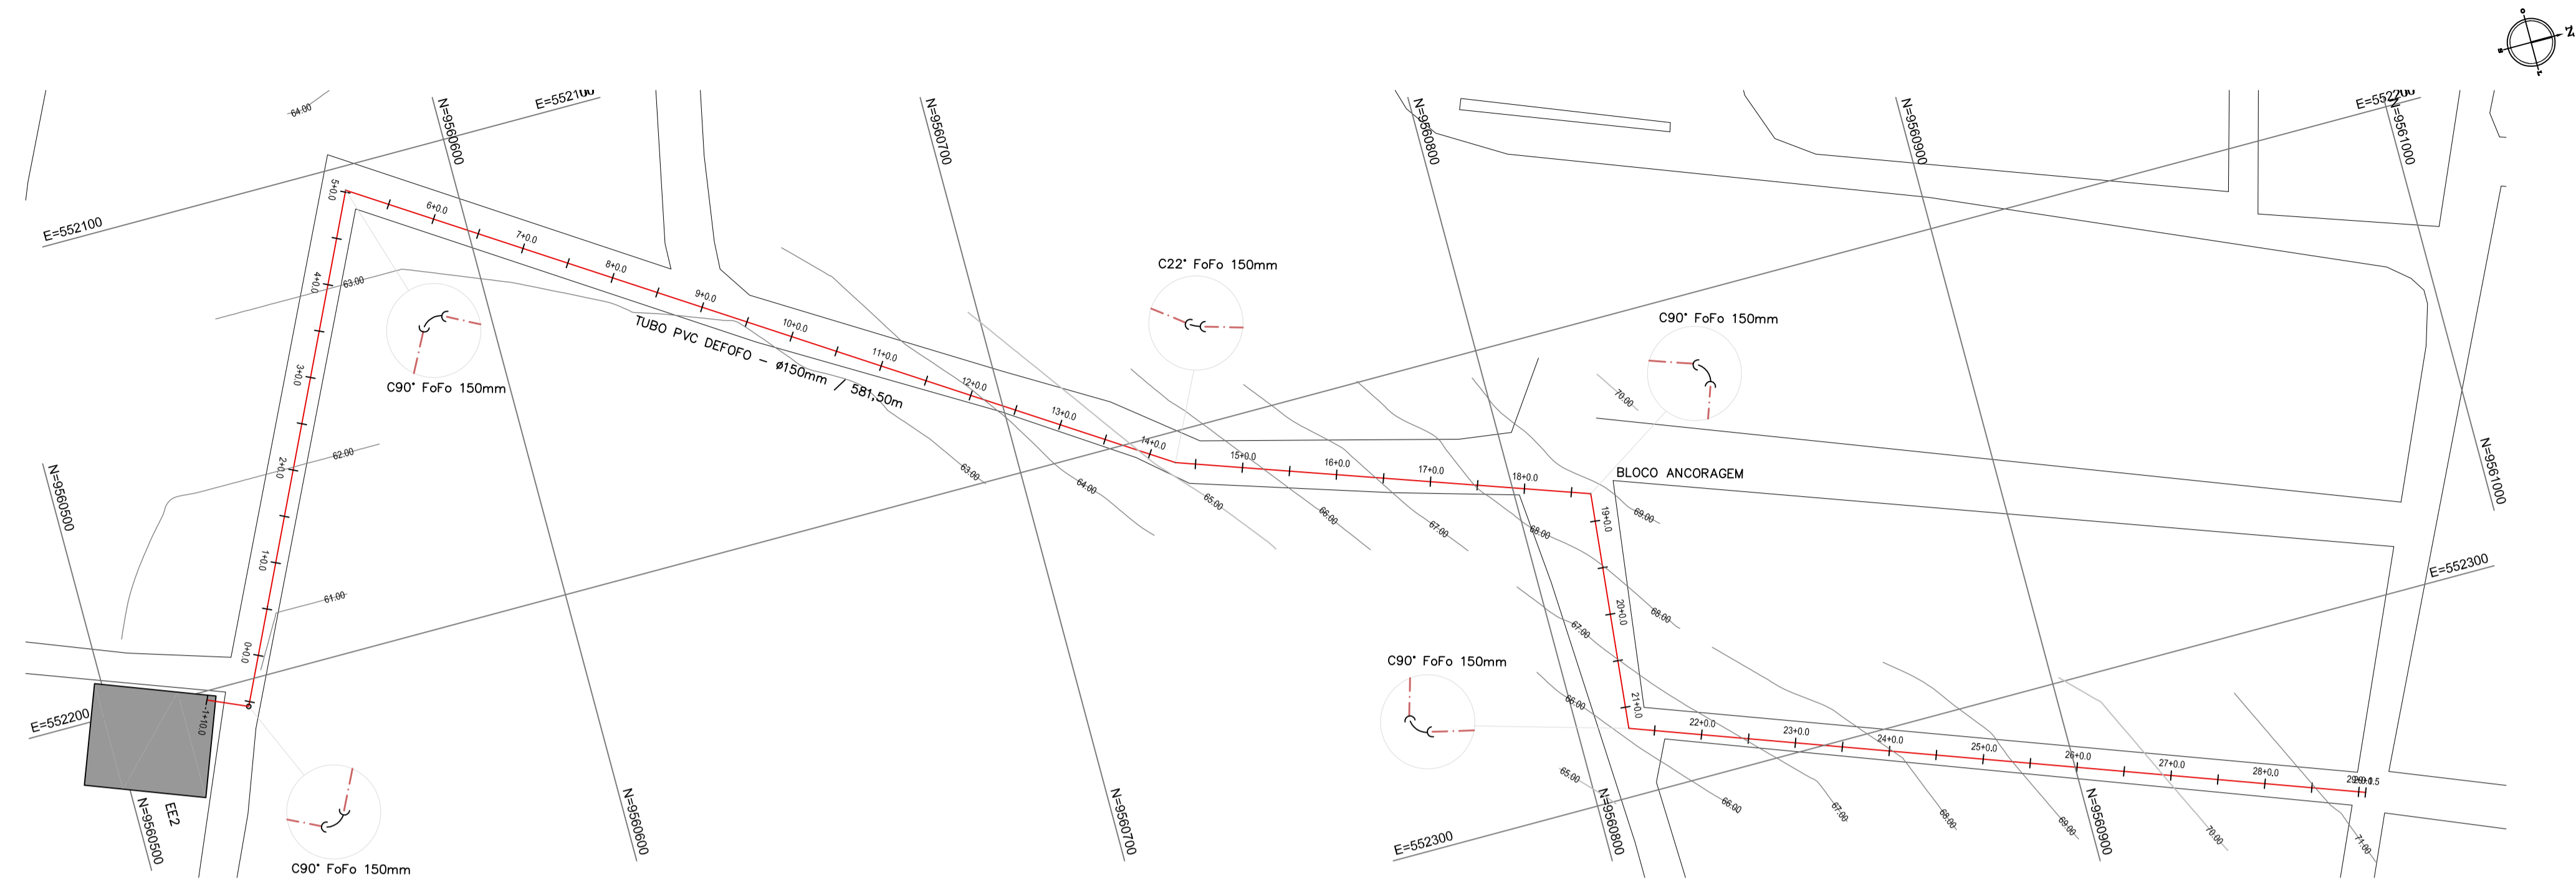 O
N
E=552100
E=552200
64.00
N=9560600
N=9560700
N=9560800
N=9560900
N=9561000
5+0.0
6+0.0
7+0.0
8+0.0
9+0.0
10+0.0
11+0.0
12+0.0
13+0.0
14+0.0
15+0.0
16+0.0
17+0.0
18+0.0
E=552100
4+0.0
63.00
3+0.0
2+0.0
1+0.0
0+0.0
-1+10.0
C90° FoFo 150mm
TUBO PVC DEFOFO - ø150mm / 581,50m
C22° FoFo 150mm
C90° FoFo 150mm
70.00
BLOCO ANCORAGEM
62.00
61.00
63.00
64.00
65.00
66.00
67.00
68.00
69.00
N=9560500
N=9561000
19+0.0
20+0.0
21+0.0
68.00
67.00
66.00
65.00
E=552300
C90° FoFo 150mm
22+0.0
23+0.0
24+0.0
25+0.0
26+0.0
27+0.0
28+0.0
E=552200
EE2
N=9560500
N=9560600
N=9560700
N=9560800
N=9560900
66.00
67.00
68.00
69.00
70.00
71.00
E=552300
C90° FoFo 150mm